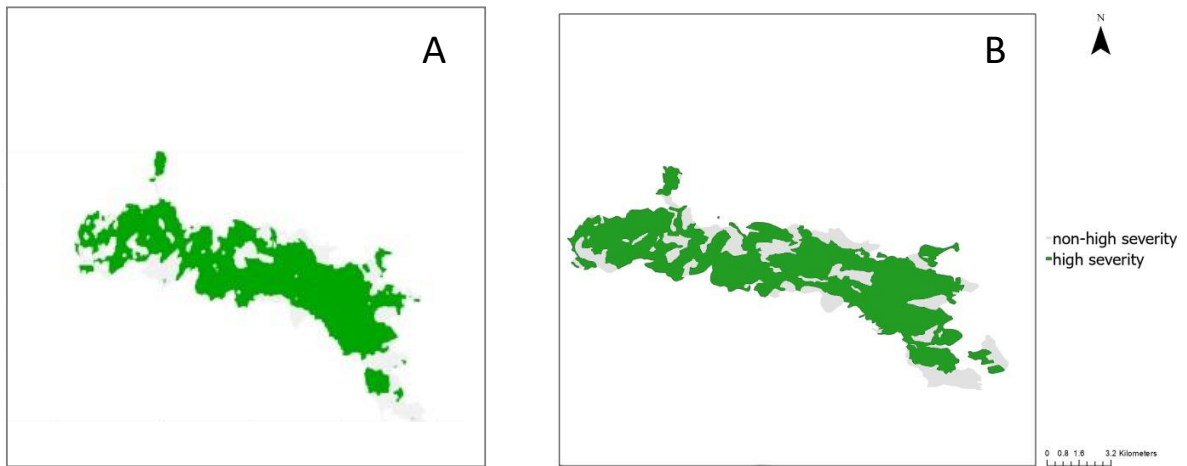 A
B
N
non-high severity
high severity
0 0.8 1.6 3.2 Kilometers